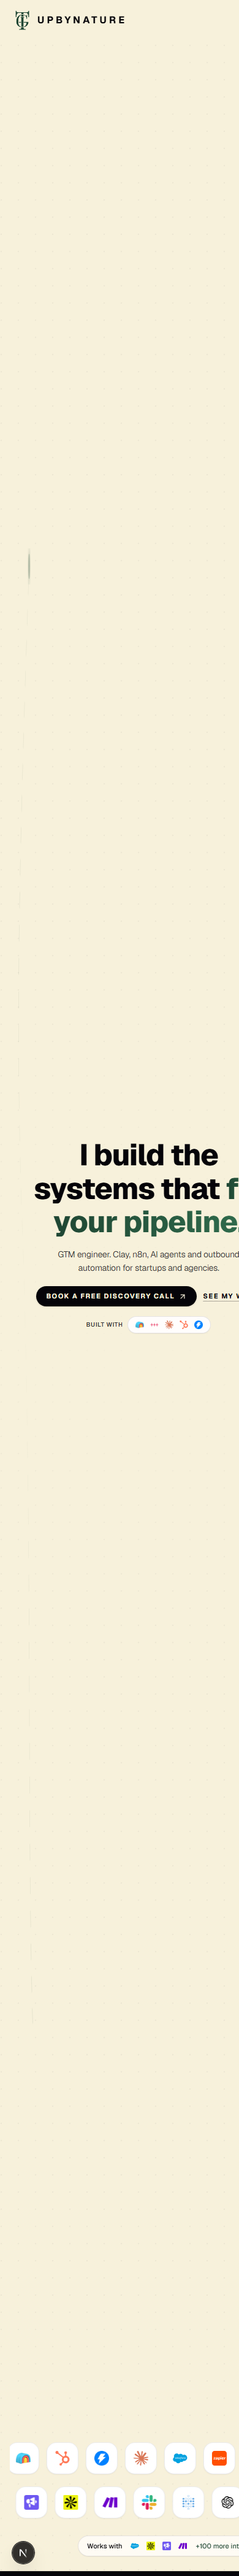 UPBYNATURE
I build the
systems that f
your pipeline.
GTM engineer. Clay, n8n, AI agents and outbound
automation for startups and agencies.
BOOK A FREE DISCOVERY CALL
SEE MY W
BUILT WITH
zapier
Works with
+100 more int
N